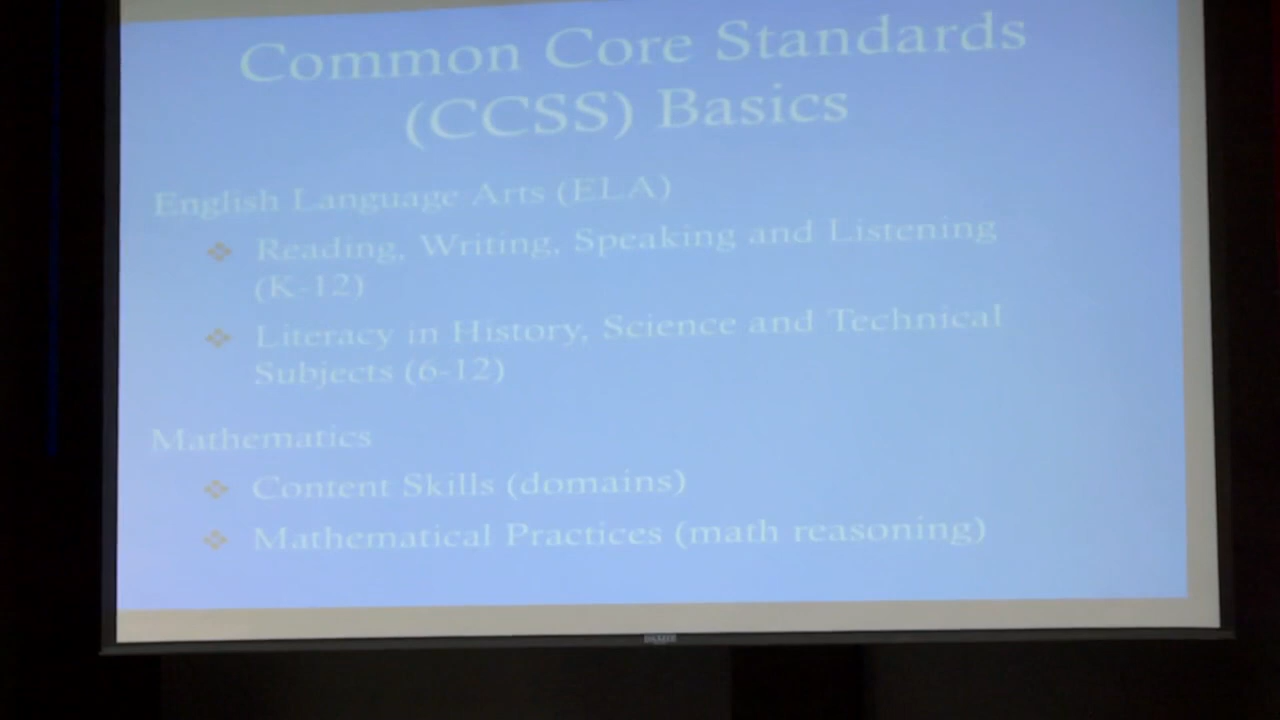 Common Core Standards
(CCSS) Basics
English Language Arts (ELA)
Reading, Writing, Speaking and Listening
(K-12)
Literacy in History, Science and Technical
Subjects (6-12)
Mathematics
Content Skills (domains)
Mathematical Practices (math reasoning)